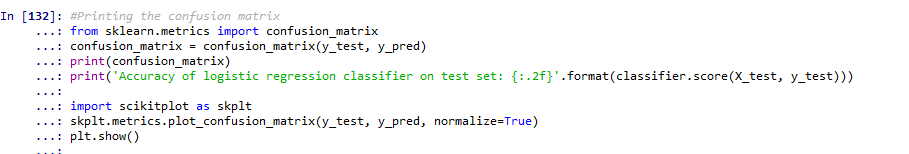 In [132]: #Printing the confusion matrix
...: from sklearn.metrics import confusion_matrix
...: confusion_matrix = confusion_matrix(y_test, y_pred)
...: print(confusion_matrix)
...: print('Accuracy of logistic regression classifier on test set: {:.2f}'.format(classifier.score(X_test, y_test)))
...:
...: import scikitplot as skplt
...: skplt.metrics.plot_confusion_matrix(y_test, y_pred, normalize=True)
...: plt.show()
...: